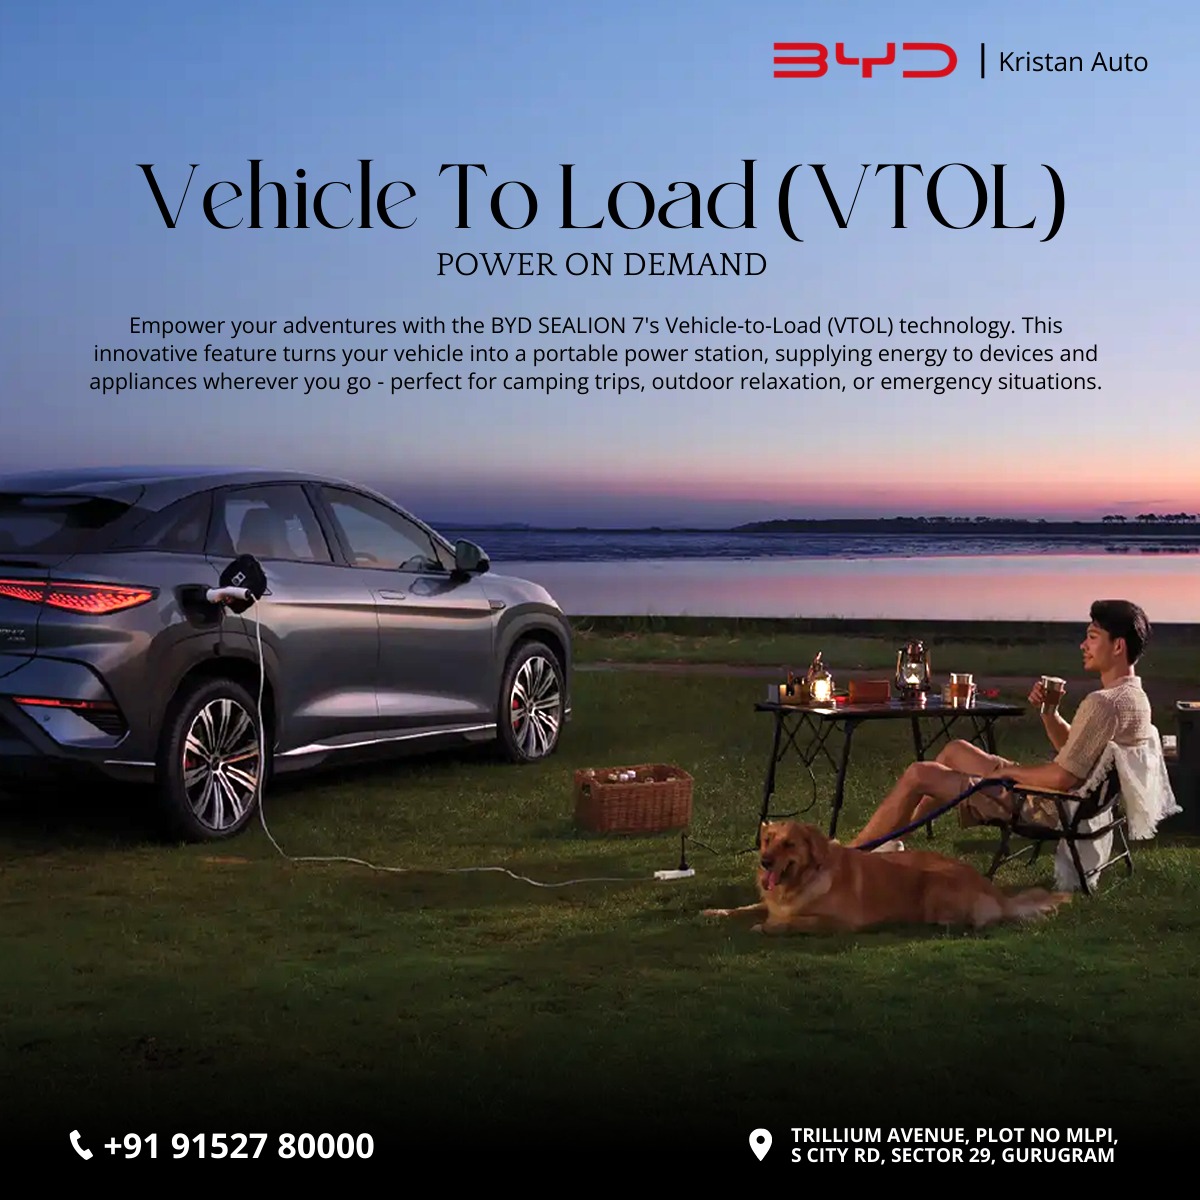 BYD | Kristan Auto
Vehicle To Load (VTOL)
POWER ON DEMAND
Empower your adventures with the BYD SEALION 7's Vehicle-to-Load (VTOL) technology. This
innovative feature turns your vehicle into a portable power station, supplying energy to devices and
appliances wherever you go - perfect for camping trips, outdoor relaxation, or emergency situations.
+91 91527 80000
TRILLIUM AVENUE, PLOT NO MLPI,
S CITY RD, SECTOR 29, GURUGRAM